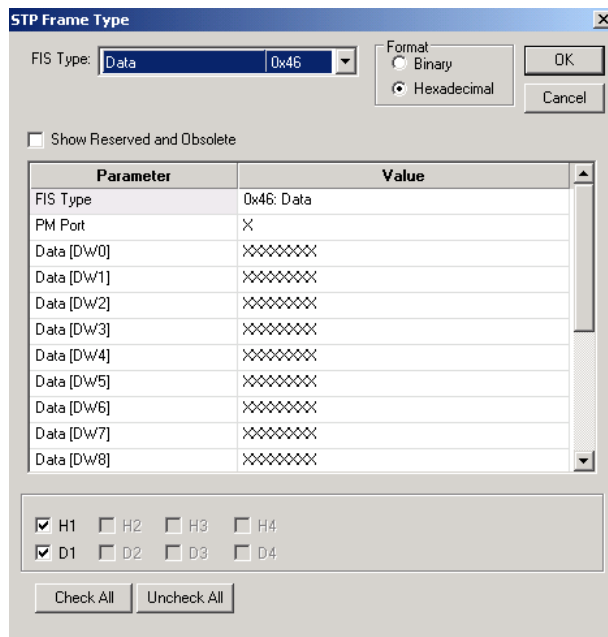 STP Frame Type
FIS Type: Data 0x46
Format
Binary
Hexadecimal
OK
Cancel
Show Reserved and Obsolete
Parameter Value
FIS Type 0x46: Data
PM Port X
Data [DW0] XXXXXXXX
Data [DW1] XXXXXXXX
Data [DW2] XXXXXXXX
Data [DW3] XXXXXXXX
Data [DW4] XXXXXXXX
Data [DW5] XXXXXXXX
Data [DW6] XXXXXXXX
Data [DW7] XXXXXXXX
Data [DW8] XXXXXXXX
H1 H2 H3 H4
D1 D2 D3 D4
Check All Uncheck All